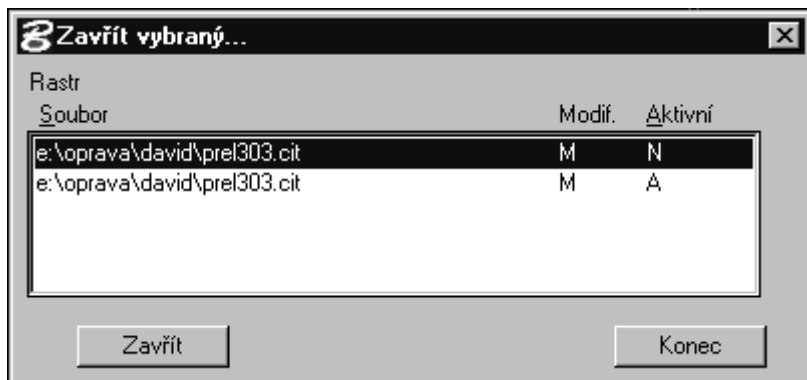 Zavřít vybraný...
Rastr
Soubor Modif. Aktivní
e:\oprava\david\prel303.cit M N
e:\oprava\david\prel303.cit M A
Zavřít Konec